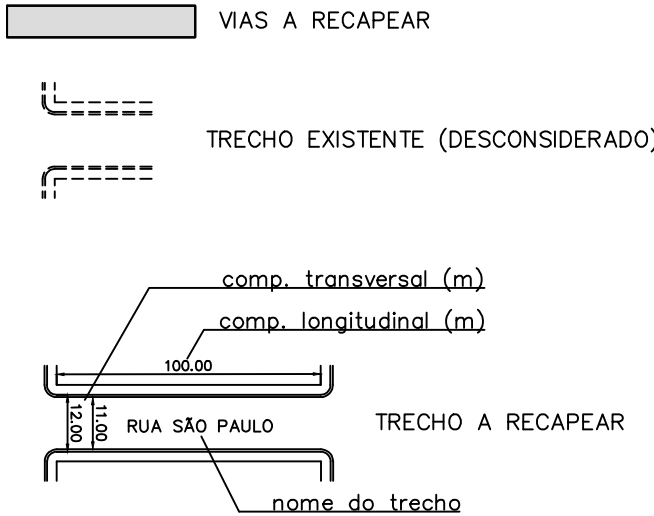 VIAS A RECAPEAR
TRECHO EXISTENTE (DESCONSIDERADO)
comp. transversal (m)
comp. longitudinal (m)
100.00
12.00
11.00
RUA SÃO PAULO
TRECHO A RECAPEAR
nome do trecho